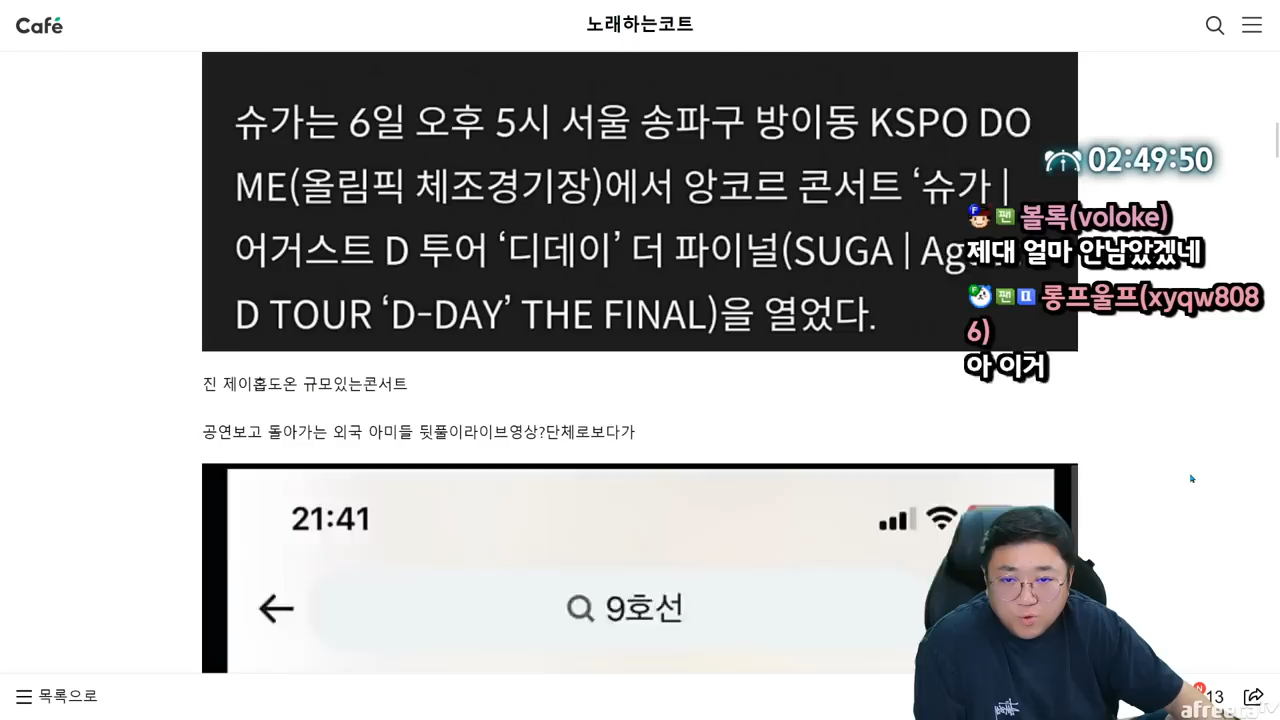 Café
노래하는코트
슈가는 6일 오후 5시 서울 송파구 방이동 KSPO DO
ME(올림픽 체조경기장)에서 앙코르 콘서트 ‘슈가 |
어거스트 D 투어 ‘디데이’ 더 파이널(SUGA | Ag
D TOUR ‘D-DAY’ THE FINAL)을 열었다.
02:49:50
팬 볼록(voloke)
제대 얼마 안남았겠네
팬 롱프울프(xyqw808
6)
아 이거
진 제이홉도온 규모있는콘서트
공연보고 돌아가는 외국 아미들 뒷풀이라이브영상?단체로보다가
21:41
9호선
목록으로
13
afreecaTV